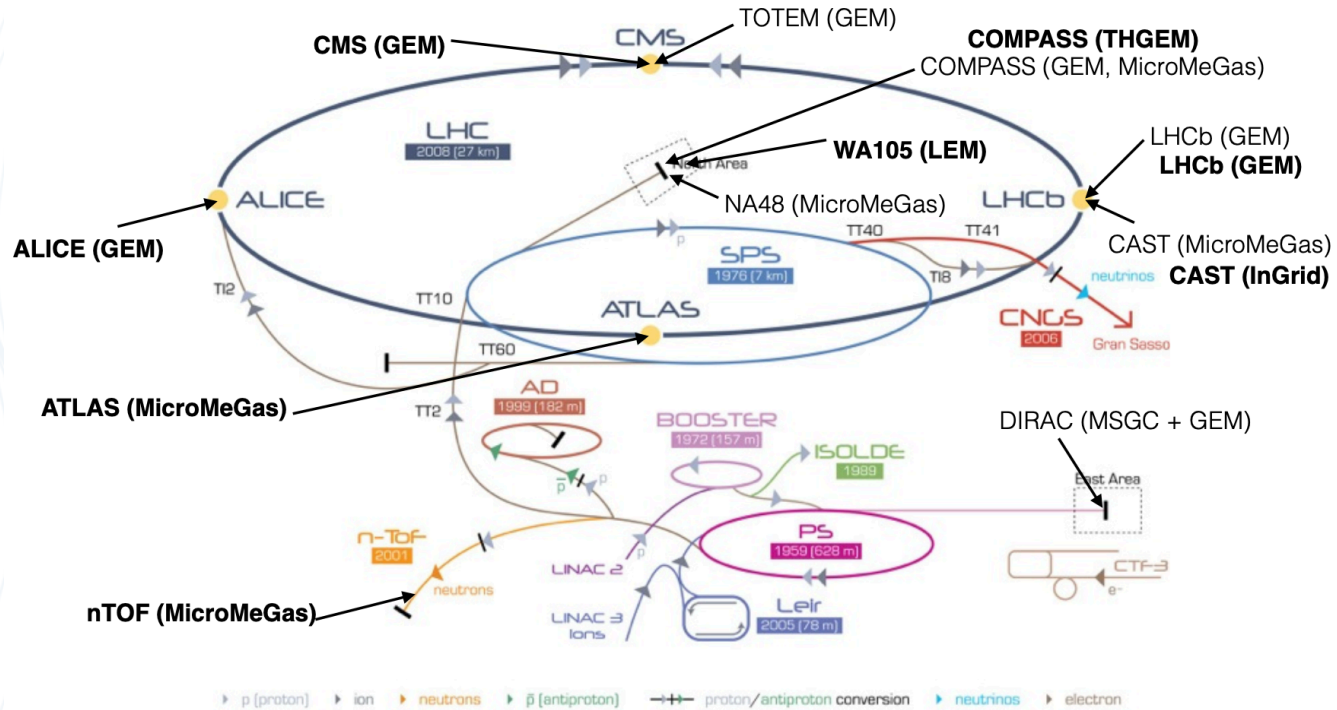 TOTEM (GEM)
CMS (GEM)
CMS
COMPASS (THGEM)
COMPASS (GEM, MicroMeGas)
LHC
2008 (27 km)
North Area
WA105 (LEM)
LHCb (GEM)
LHCb (GEM)
ALICE
NA48 (MicroMeGas)
LHCb
ALICE (GEM)
TT40
TT41
CAST (MicroMeGas)
CAST (InGrid)
p
SPS
1976 (7 km)
TI8
neutrinos
TI2
TT10
ATLAS
CNGS
2006
Gran Sasso
TT60
ATLAS (MicroMeGas)
AD
1999 (182 m)
TT2
BOOSTER
1972 (157 m)
DIRAC (MSGC + GEM)
ISOLDE
1989
East Area
p̄
p
n-ToF
2001
PS
1959 (628 m)
p
LINAC 2
CTF-3
e-
neutrons
nTOF (MicroMeGas)
LINAC 3
Ions
Leir
2005 (78 m)
p (proton)
ion
neutrons
p̄ (antiproton)
proton/antiproton conversion
neutrinos
electron